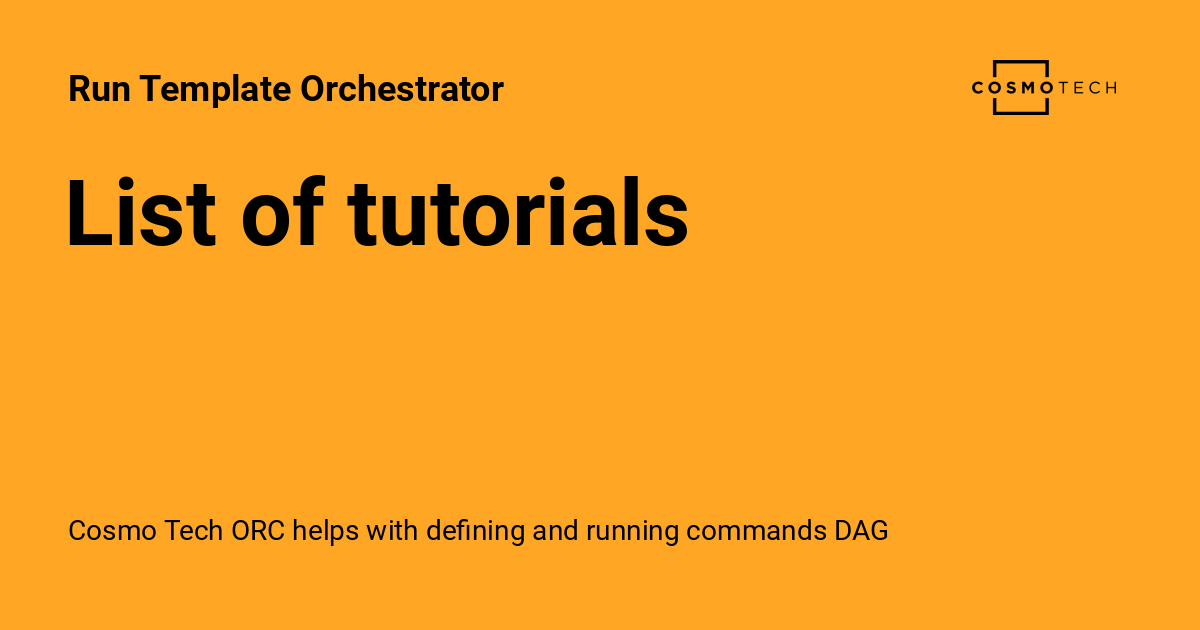 Run Template Orchestrator
COSMOTECH
List of tutorials
Cosmo Tech ORC helps with defining and running commands DAG